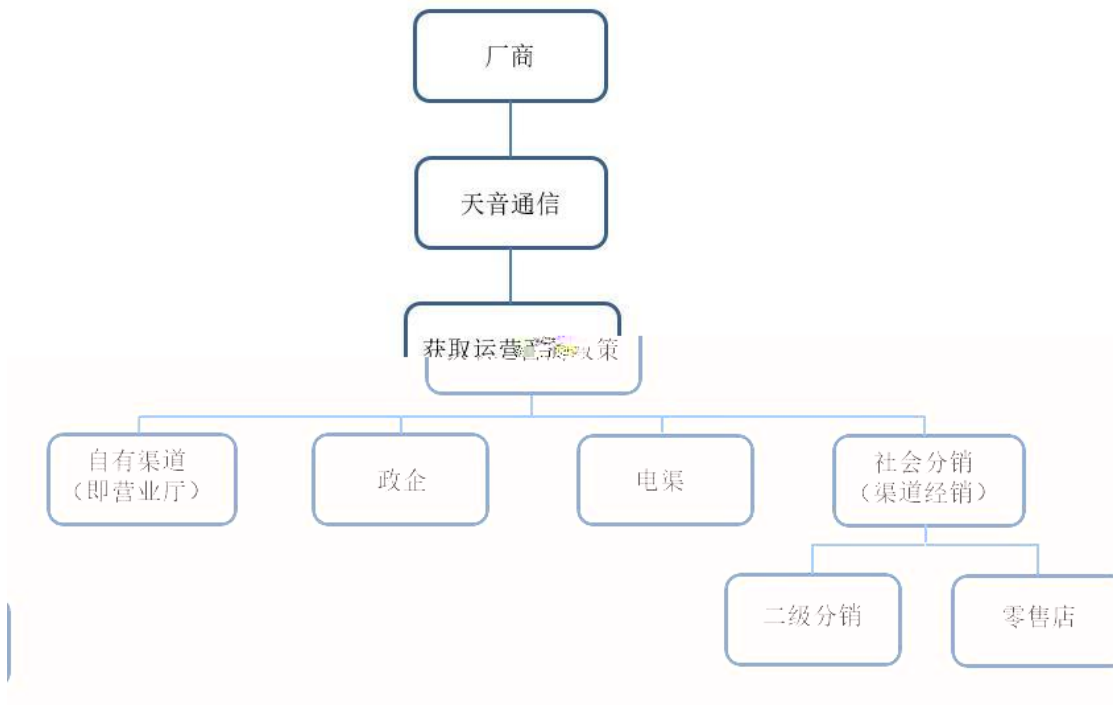 厂商
天音通信
获取运营商政策
自有渠道
（即营业厅）
政企
电渠
社会分销
（渠道经销）
二级分销
零售店